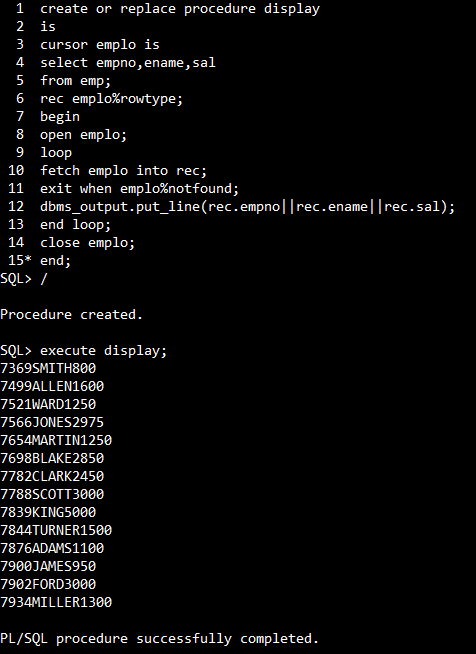 1 create or replace procedure display
2 is
3 cursor emplo is
4 select empno,ename,sal
5 from emp;
6 rec emplo%rowtype;
7 begin
8 open emplo;
9 loop
10 fetch emplo into rec;
11 exit when emplo%notfound;
12 dbms_output.put_line(rec.empno||rec.ename||rec.sal);
13 end loop;
14 close emplo;
15* end;
SQL> /
Procedure created.
SQL> execute display;
7369SMITH800
7499ALLEN1600
7521WARD1250
7566JONES2975
7654MARTIN1250
7698BLAKE2850
7782CLARK2450
7788SCOTT3000
7839KING5000
7844TURNER1500
7876ADAMS1100
7900JAMES950
7902FORD3000
7934MILLER1300
PL/SQL procedure successfully completed.